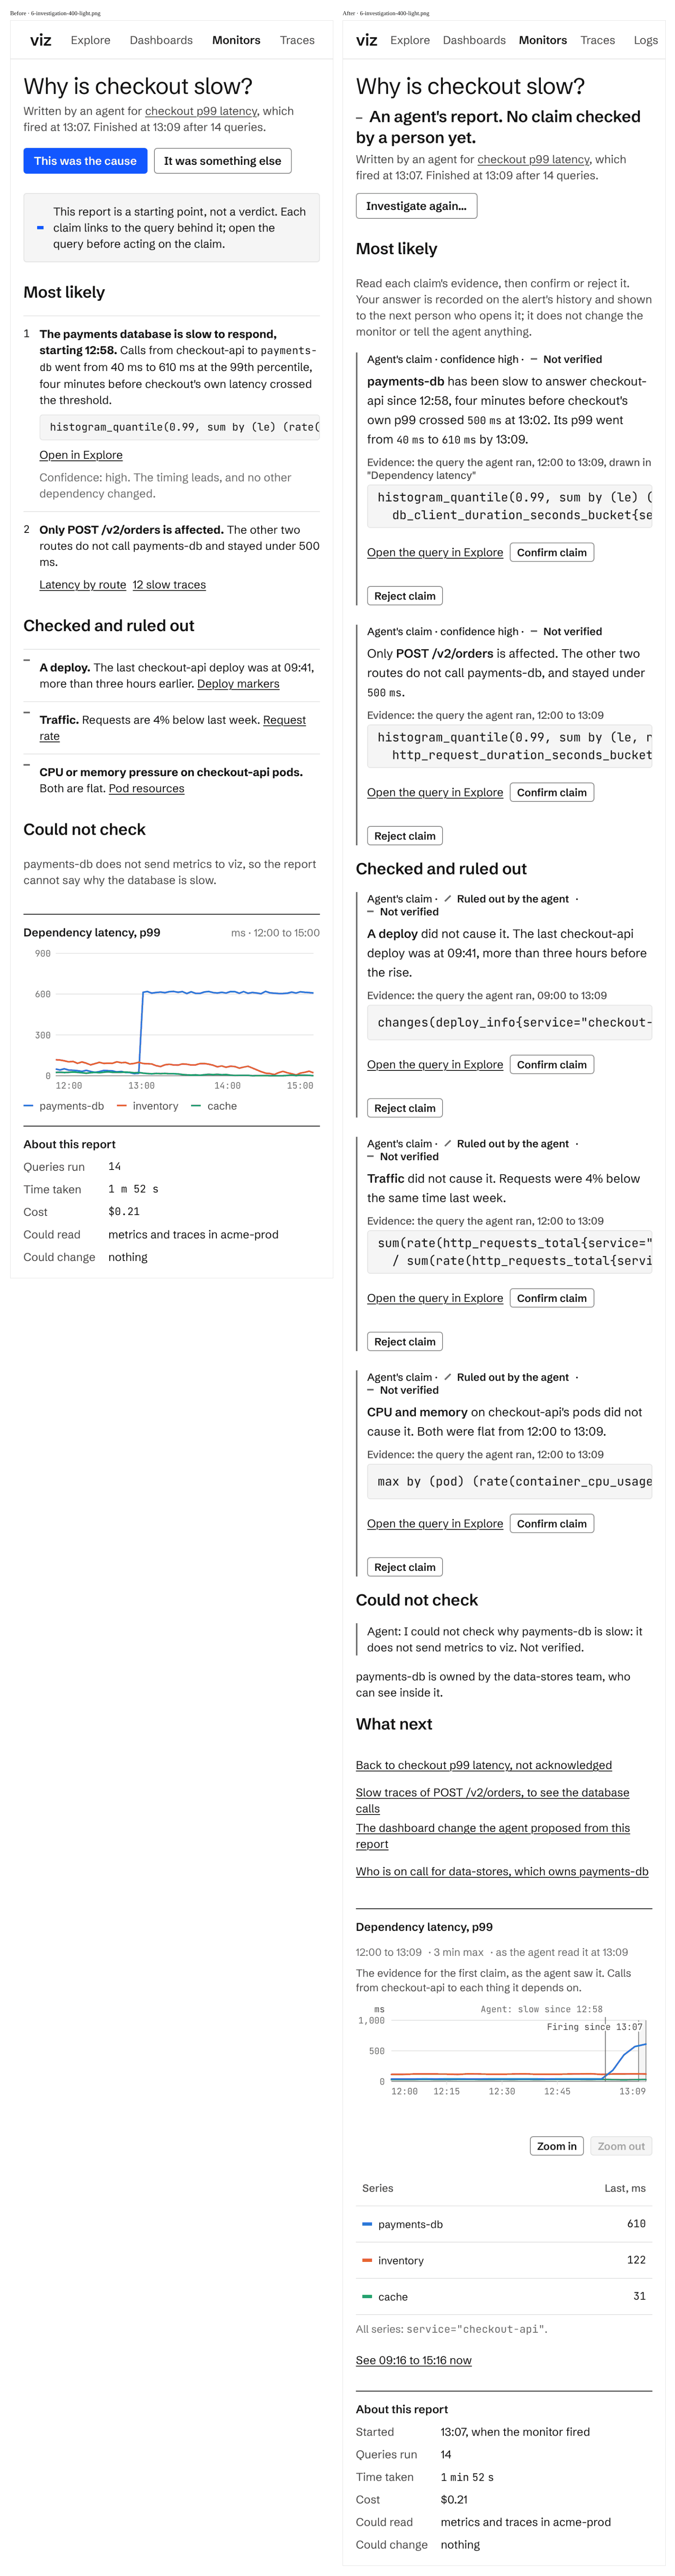 Before · 6-investigation-400-light.png
viz Explore Dashboards Monitors Traces
Why is checkout slow?
Written by an agent for checkout p99 latency, which
fired at 13:07. Finished at 13:09 after 14 queries.
This was the cause
It was something else
This report is a starting point, not a verdict. Each
claim links to the query behind it; open the
query before acting on the claim.
Most likely
1 The payments database is slow to respond,
starting 12:58. Calls from checkout-api to payments-
db went from 40 ms to 610 ms at the 99th percentile,
four minutes before checkout's own latency crossed
the threshold.
histogram_quantile(0.99, sum by (le) (rate(
Open in Explore
Confidence: high. The timing leads, and no other
dependency changed.
2 Only POST /v2/orders is affected. The other two
routes do not call payments-db and stayed under 500
ms.
Latency by route 12 slow traces
Checked and ruled out
A deploy. The last checkout-api deploy was at 09:41,
more than three hours earlier. Deploy markers
Traffic. Requests are 4% below last week. Request
rate
CPU or memory pressure on checkout-api pods.
Both are flat. Pod resources
Could not check
payments-db does not send metrics to viz, so the report
cannot say why the database is slow.
Dependency latency, p99 ms · 12:00 to 15:00
900
600
300
0
12:00 13:00 14:00 15:00
payments-db inventory cache
About this report
Queries run 14
Time taken 1 m 52 s
Cost $0.21
Could read metrics and traces in acme-prod
Could change nothing
After · 6-investigation-400-light.png
viz Explore Dashboards Monitors Traces Logs
Why is checkout slow?
– An agent's report. No claim checked
by a person yet.
Written by an agent for checkout p99 latency, which
fired at 13:07. Finished at 13:09 after 14 queries.
Investigate again...
Most likely
Read each claim's evidence, then confirm or reject it.
Your answer is recorded on the alert's history and shown
to the next person who opens it; it does not change the
monitor or tell the agent anything.
Agent's claim · confidence high · – Not verified
payments-db has been slow to answer checkout-
api since 12:58, four minutes before checkout's
own p99 crossed 500 ms at 13:02. Its p99 went
from 40 ms to 610 ms by 13:09.
Evidence: the query the agent ran, 12:00 to 13:09, drawn in
"Dependency latency"
histogram_quantile(0.99, sum by (le) (
db_client_duration_seconds_bucket{se
Open the query in Explore Confirm claim
Reject claim
Agent's claim · confidence high · – Not verified
Only POST /v2/orders is affected. The other two
routes do not call payments-db, and stayed under
500 ms.
Evidence: the query the agent ran, 12:00 to 13:09
histogram_quantile(0.99, sum by (le, r
http_request_duration_seconds_bucket
Open the query in Explore Confirm claim
Reject claim
Checked and ruled out
Agent's claim · Ruled out by the agent ·
– Not verified
A deploy did not cause it. The last checkout-api
deploy was at 09:41, more than three hours before
the rise.
Evidence: the query the agent ran, 09:00 to 13:09
changes(deploy_info{service="checkout-
Open the query in Explore Confirm claim
Reject claim
Agent's claim · Ruled out by the agent ·
– Not verified
Traffic did not cause it. Requests were 4% below
the same time last week.
Evidence: the query the agent ran, 12:00 to 13:09
sum(rate(http_requests_total{service="
/ sum(rate(http_requests_total{servi
Open the query in Explore Confirm claim
Reject claim
Agent's claim · Ruled out by the agent ·
– Not verified
CPU and memory on checkout-api's pods did not
cause it. Both were flat from 12:00 to 13:09.
Evidence: the query the agent ran, 12:00 to 13:09
max by (pod) (rate(container_cpu_usage
Open the query in Explore Confirm claim
Reject claim
Could not check
Agent: I could not check why payments-db is slow: it
does not send metrics to viz. Not verified.
payments-db is owned by the data-stores team, who
can see inside it.
What next
Back to checkout p99 latency, not acknowledged
Slow traces of POST /v2/orders, to see the database
calls
The dashboard change the agent proposed from this
report
Who is on call for data-stores, which owns payments-db
Dependency latency, p99
12:00 to 13:09 · 3 min max · as the agent read it at 13:09
The evidence for the first claim, as the agent saw it. Calls
from checkout-api to each thing it depends on.
ms Agent: slow since 12:58
1,000
Firing since 13:07
500
0
12:00 12:15 12:30 12:45 13:09
Zoom in Zoom out
Series Last, ms
payments-db 610
inventory 122
cache 31
All series: service="checkout-api".
See 09:16 to 15:16 now
About this report
Started 13:07, when the monitor fired
Queries run 14
Time taken 1 min 52 s
Cost $0.21
Could read metrics and traces in acme-prod
Could change nothing